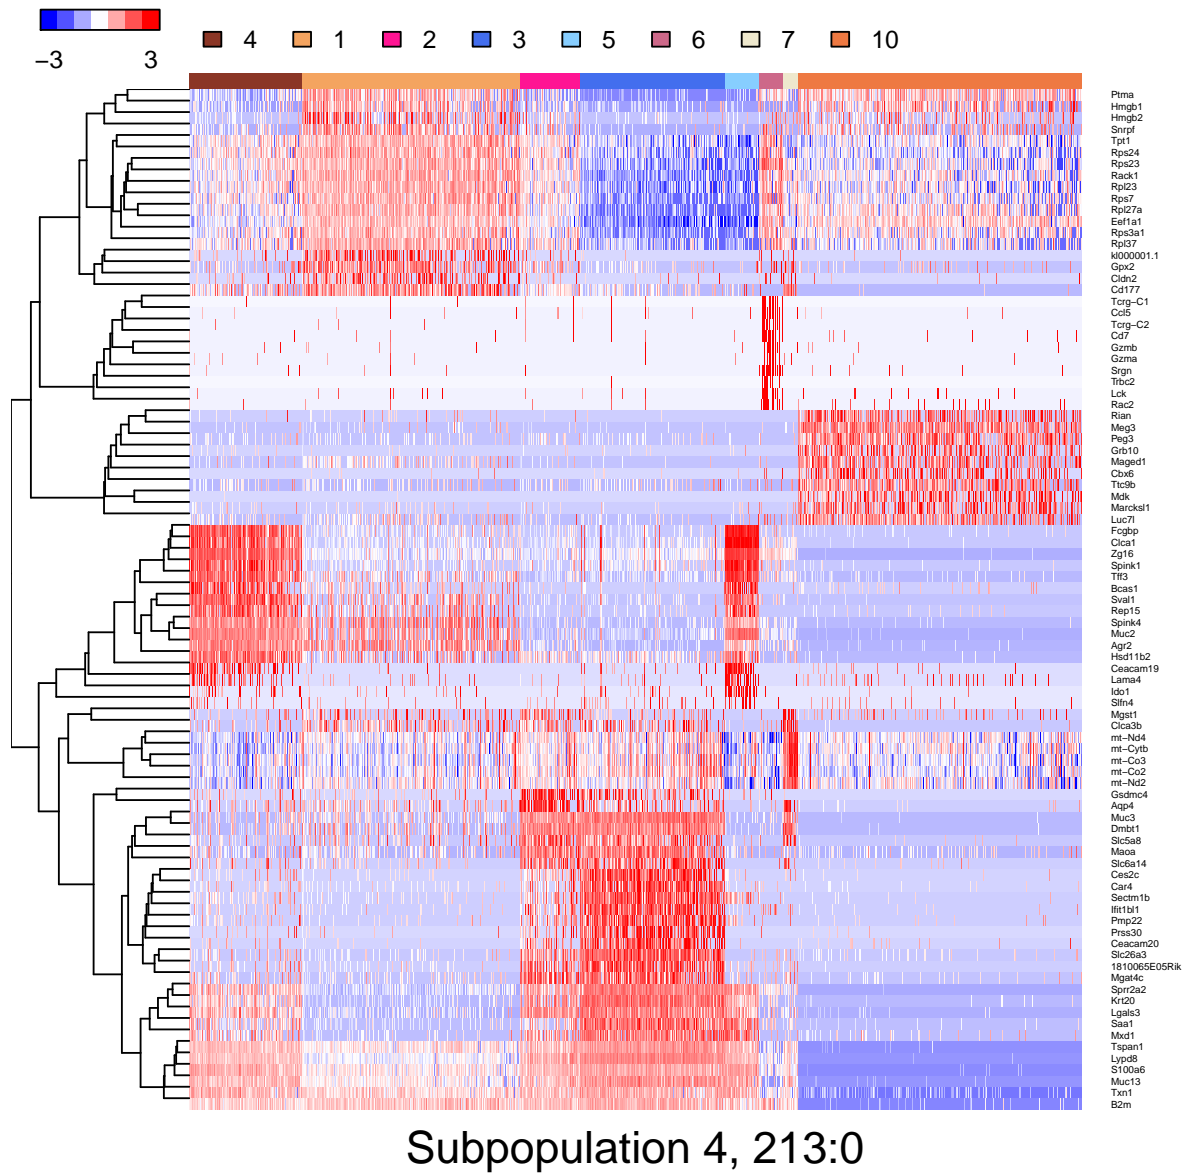 4 1 2 3 5 6 7 10
−3 3
Ptma
Hmgb1
Hmgb2
Snrpf
Tpt1
Rps24
Rps23
Rack1
Rpl23
Rps7
Rpl27a
Eef1a1
Rps3a1
Rpl37
kl000001.1
Gpx2
Cldn2
Cd177
Tcrg−C1
Ccl5
Tcrg−C2
Cd7
Gzmb
Gzma
Srgn
Trbc2
Lck
Rac2
Rian
Meg3
Peg3
Grb10
Maged1
Cbx6
Ttc9b
Mdk
Marcksl1
Luc7l
Fcgbp
Clca1
Zg16
Spink1
Tff3
Bcas1
Sval1
Rep15
Spink4
Muc2
Agr2
Hsd11b2
Ceacam19
Lama4
Ido1
Slfn4
Mgst1
Clca3b
mt−Nd4
mt−Cytb
mt−Co3
mt−Co2
mt−Nd2
Gsdmc4
Aqp4
Muc3
Dmbt1
Slc5a8
Maoa
Slc6a14
Ces2c
Car4
Sectm1b
Ifit1bl1
Pmp22
Prss30
Ceacam20
Slc26a3
1810065E05Rik
Mgat4c
Sprr2a2
Krt20
Lgals3
Saa1
Mxd1
Tspan1
Lypd8
S100a6
Muc13
Txn1
B2m
Subpopulation 4, 213:0